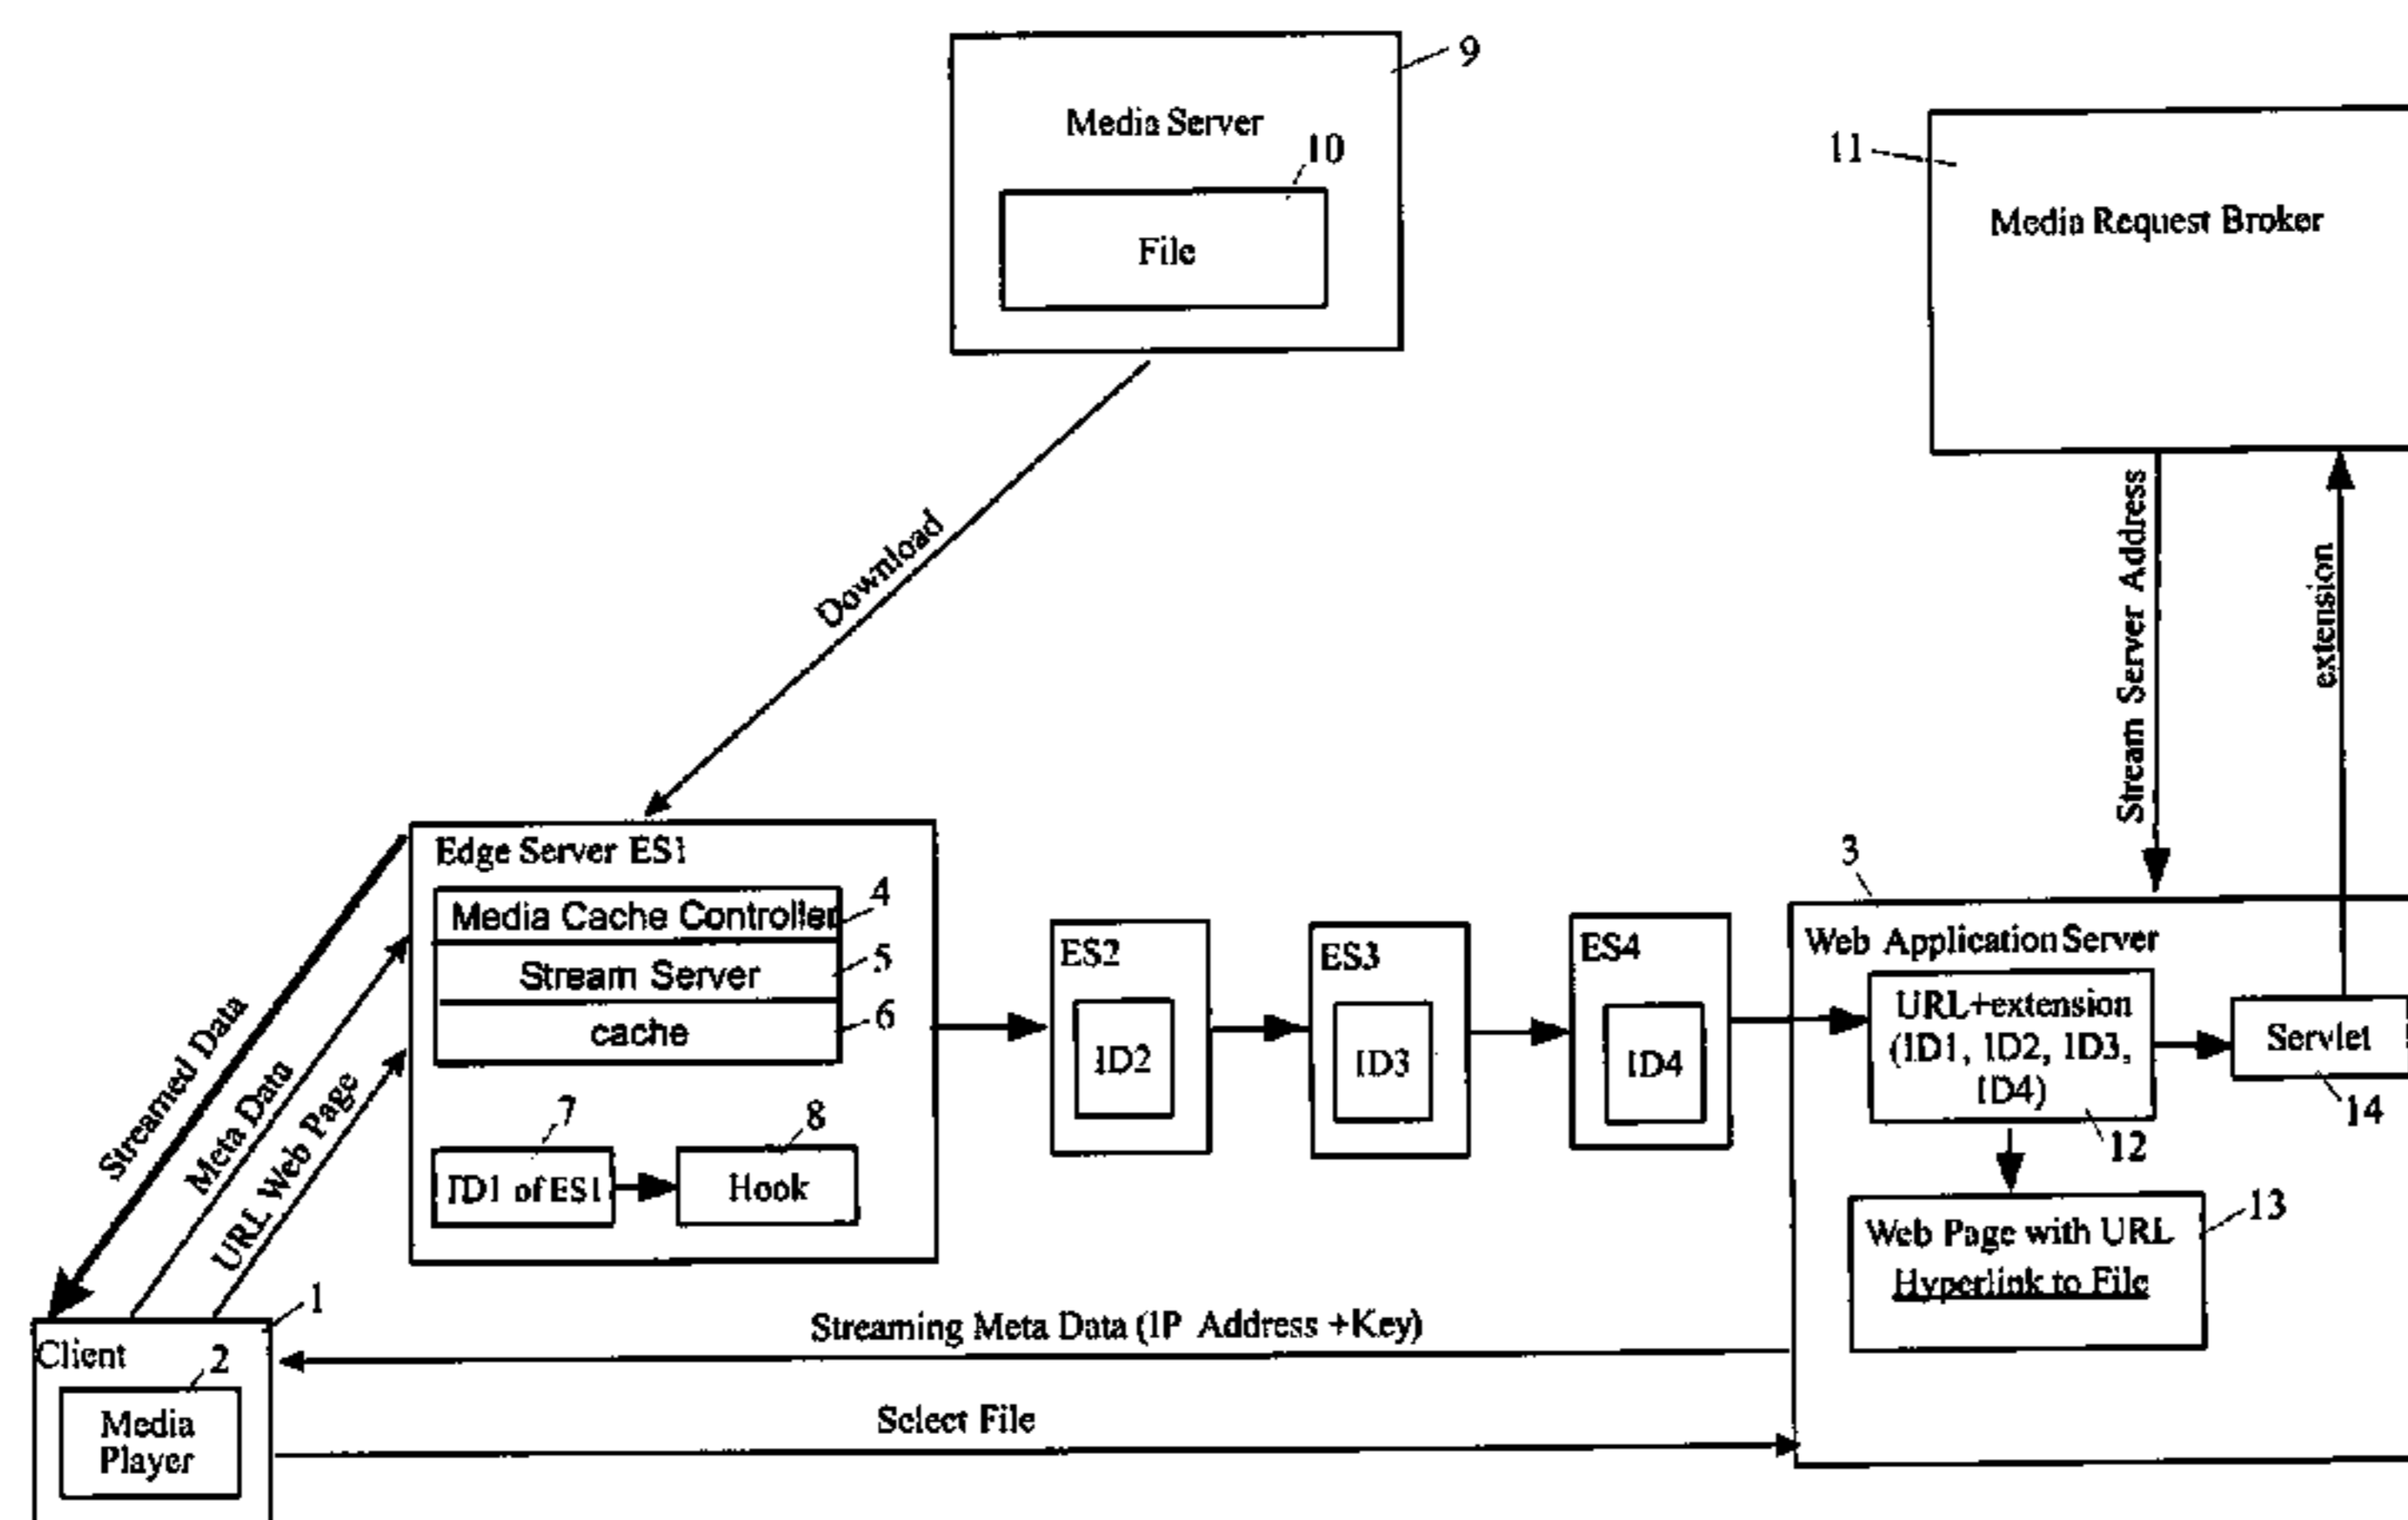 9
Media Server
10
File
11
Media Request Broker
Download
Stream Server Address
extension
Edge Server ES1
Media Cache Controller
4
Stream Server
5
cache
6
7
ID1 of ES1
8
Hook
ES2
ID2
ES3
ID3
ES4
ID4
3
Web Application Server
URL+extension
(ID1, ID2, ID3,
ID4)
12
Servlet
14
Web Page with URL
Hyperlink to File
13
Streamed Data
Meta Data
URL Web Page
1
Client
2
Media
Player
Streaming Meta Data (IP Address +Key)
Select File